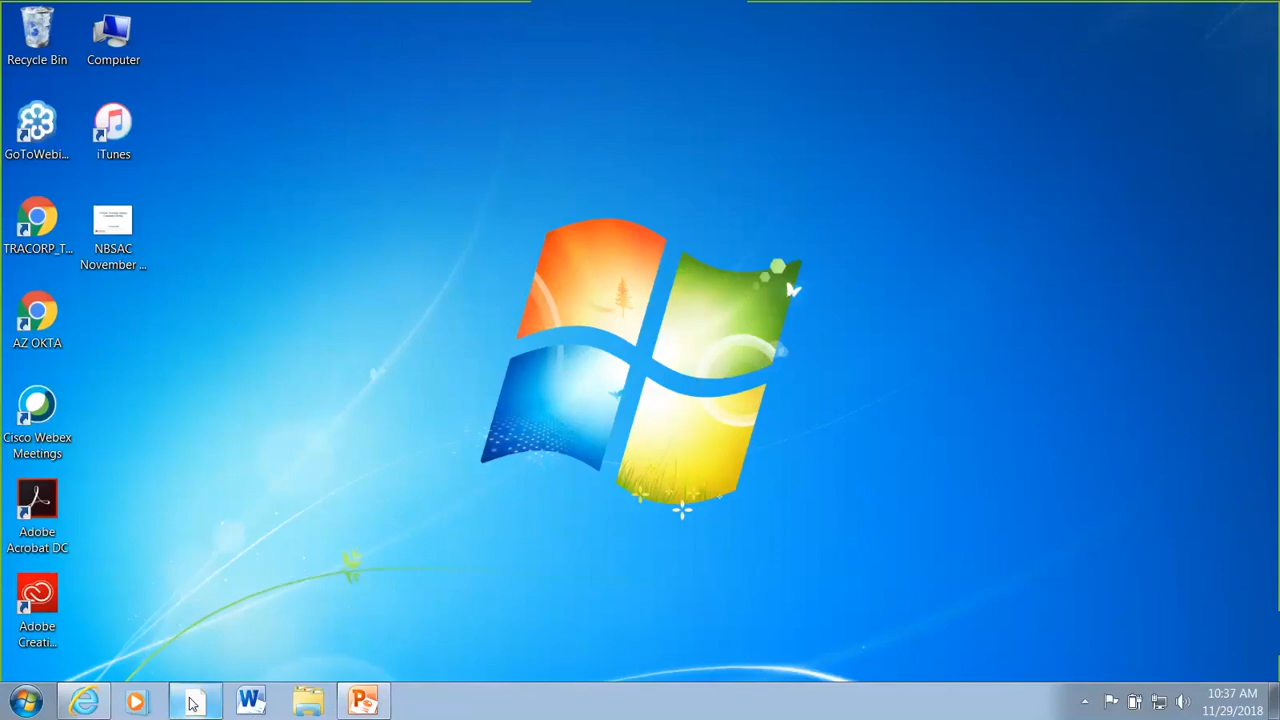 Recycle Bin
Computer
GoToWebi...
iTunes
TRACORP_T...
NBSAC
November ...
AZ OKTA
Cisco Webex
Meetings
Adobe
Acrobat DC
Adobe
Creati...
10:37 AM
11/29/2018